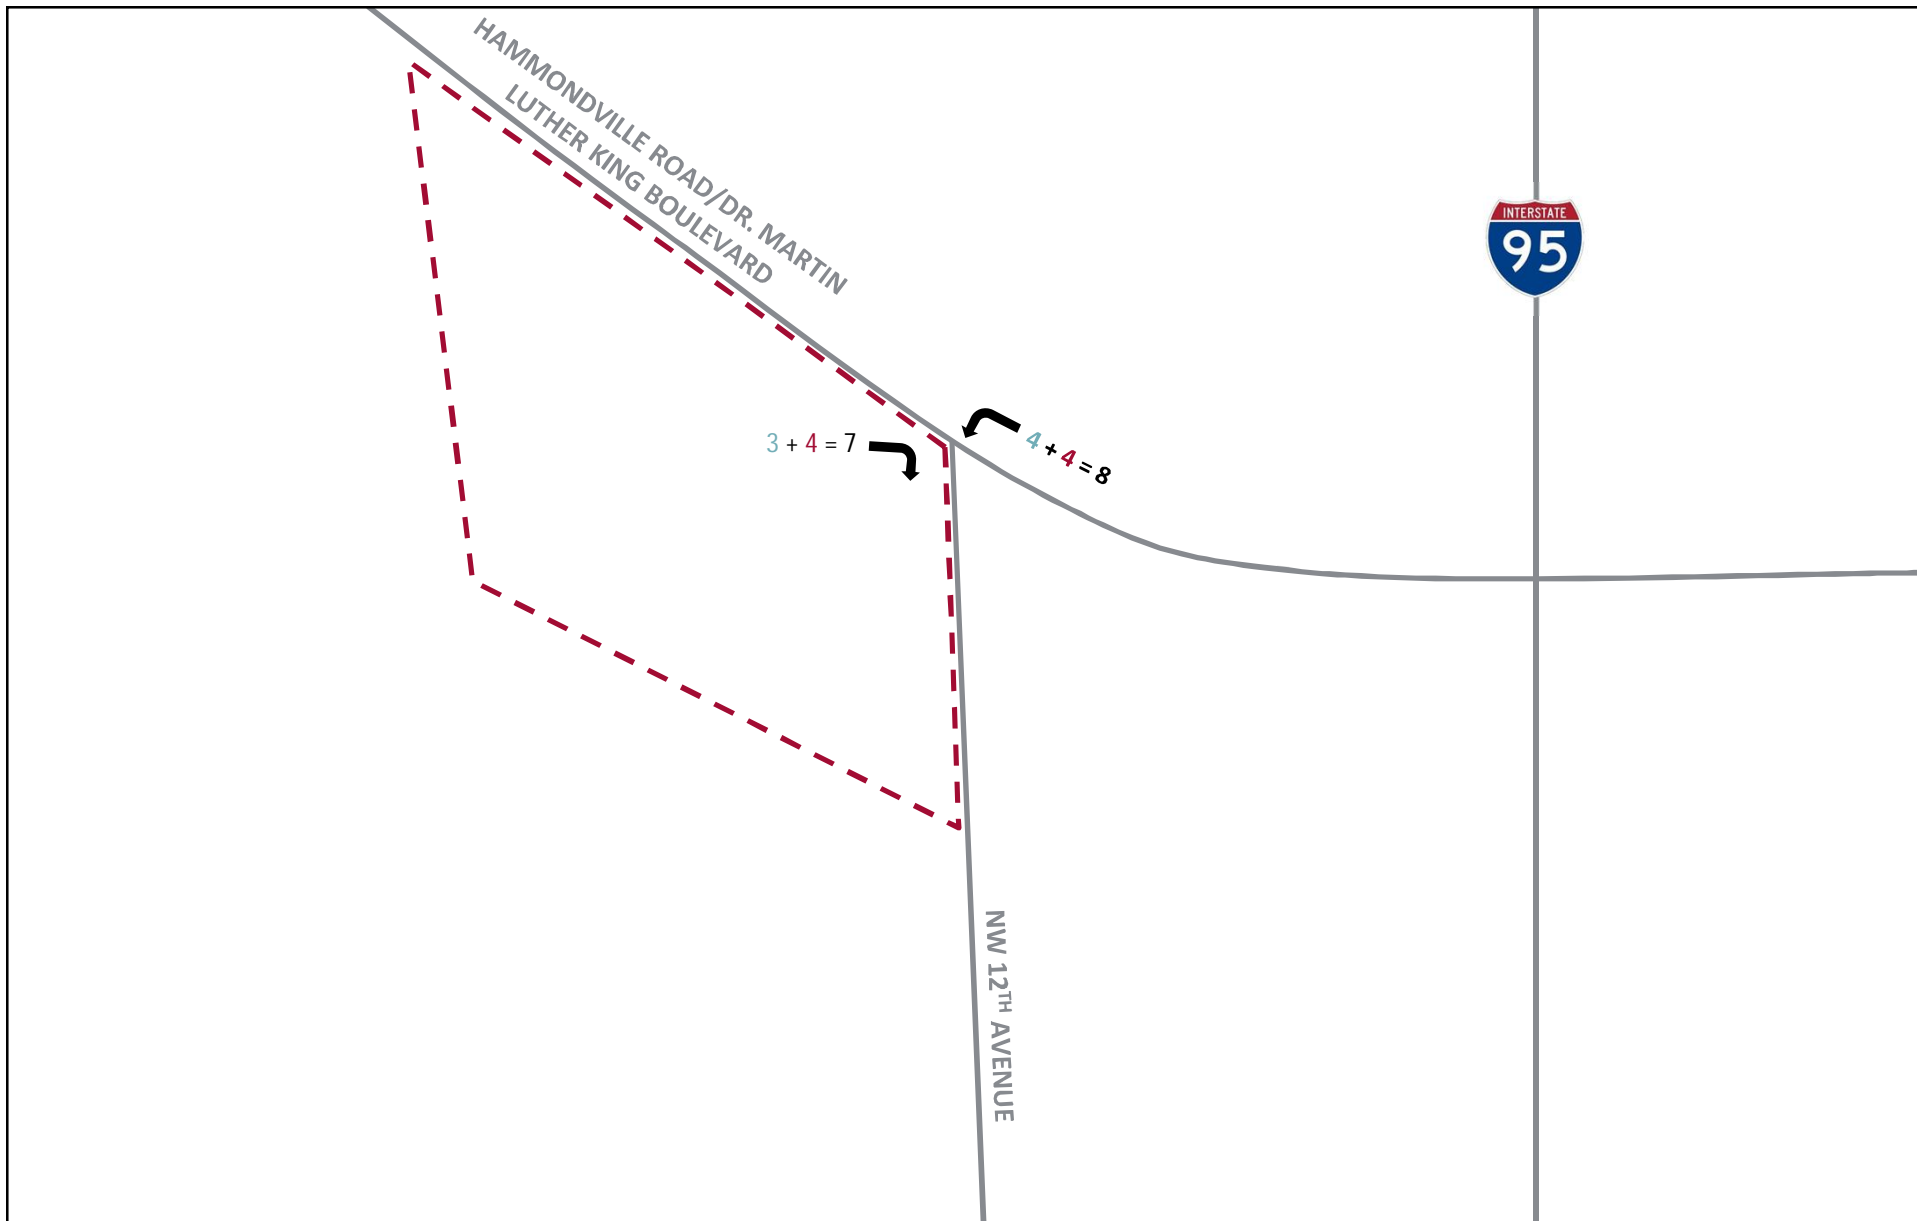 HAMMONDVILLE ROAD/DR. MARTIN
LUTHER KING BOULEVARD
INTERSTATE
95
3 + 4 = 7
4 + 4 = 8
NW 12TH AVENUE